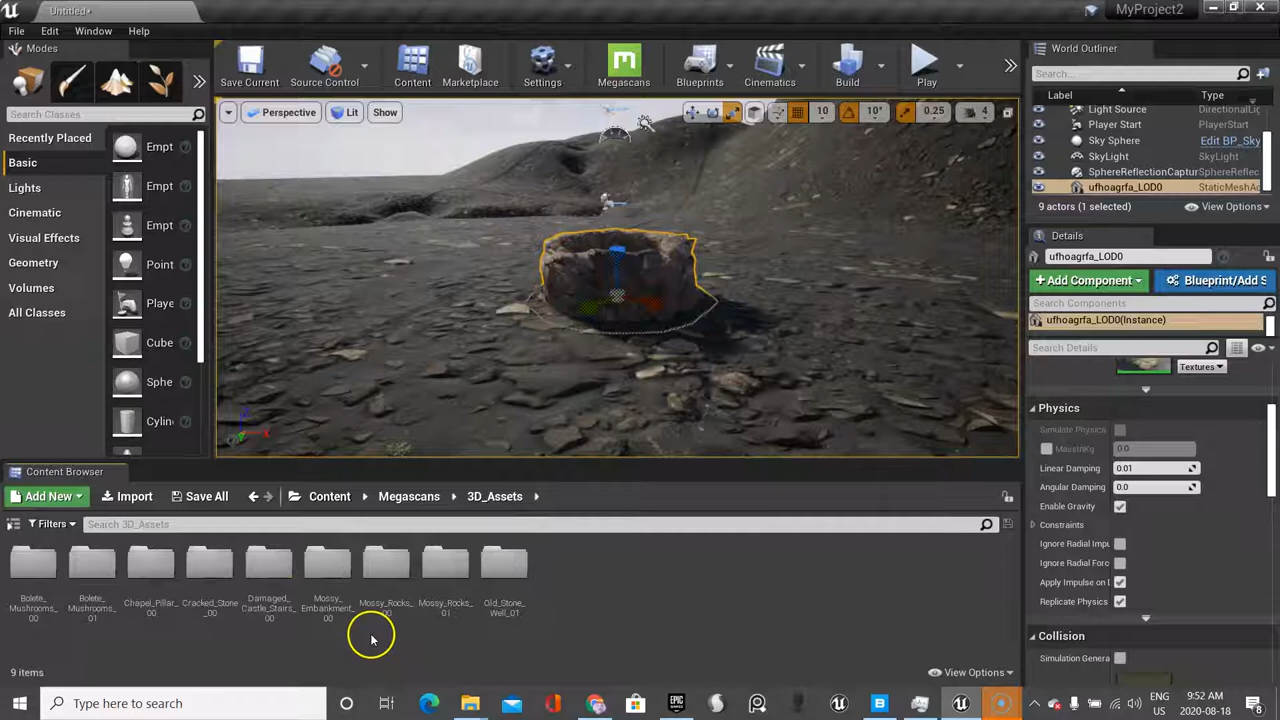 Untitled*
MyProject2
File Edit Window Help
Modes
Search Classes
Recently Placed
Basic
Lights
Cinematic
Visual Effects
Geometry
Volumes
All Classes
Empt
Empt
Empt
Point
Playe
Cube
Sphe
Cylin
Save Current
Source Control
Content
Marketplace
Settings
Megascans
Blueprints
Cinematics
Build
Play
Perspective Lit Show
10 10° 0.25 4
World Outliner
Search...
Label Type
Light Source DirectionalLig
Player Start PlayerStart
Sky Sphere Edit BP_Sky
SkyLight SkyLight
SphereReflectionCaptur SphereReflec
ufhoagrfa_LOD0 StaticMeshAc
9 actors (1 selected) View Options
Details
ufhoagrfa_LOD0
+Add Component Blueprint/Add S
Search Components
ufhoagrfa_LOD0(Instance)
Search Details
Textures
Physics
Simulate Physics
MassInKg 0.0
Linear Damping 0.01
Angular Damping 0.0
Enable Gravity
Constraints
Ignore Radial Impu
Ignore Radial Forc
Apply Impulse on D
Replicate Physics
Collision
Simulation Genera
Content Browser
Add New Import Save All Content Megascans 3D_Assets
Filters Search 3D_Assets
Bolete_
Mushrooms_
00
Bolete_
Mushrooms_
01
Chapel_Pillar_
00
Cracked_Stone
_00
Damaged_
Castle_Stairs_
00
Mossy_
Embankment_
00
Mossy_Rocks_
00
Mossy_Rocks_
01
Old_Stone_
Well_01
9 items
View Options
Type here to search
ENG
US
9:52 AM
2020-08-18